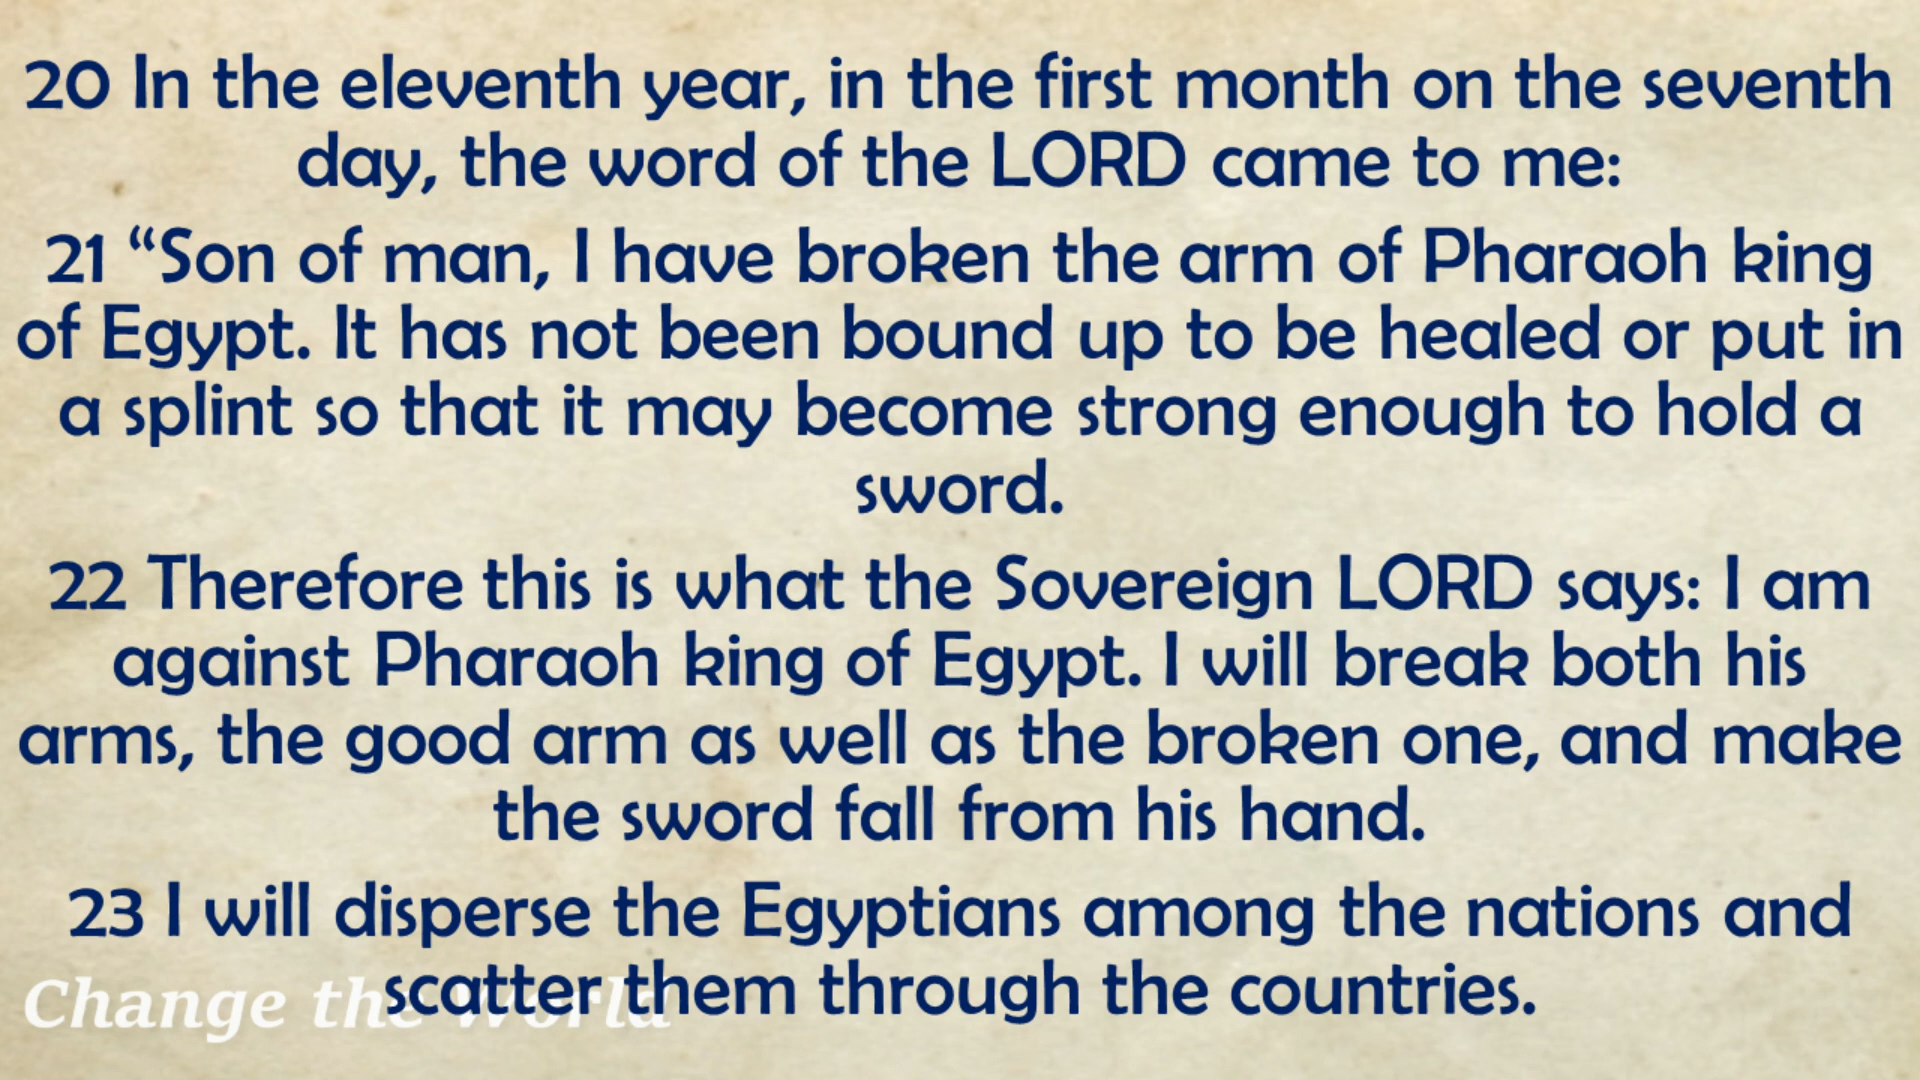 20 In the eleventh year, in the first month on the seventh
day, the word of the LORD came to me:
21 “Son of man, I have broken the arm of Pharaoh king
of Egypt. It has not been bound up to be healed or put in
a splint so that it may become strong enough to hold a
sword.
22 Therefore this is what the Sovereign LORD says: I am
against Pharaoh king of Egypt. I will break both his
arms, the good arm as well as the broken one, and make
the sword fall from his hand.
23 I will disperse the Egyptians among the nations and
scatter them through the countries.
Change the World